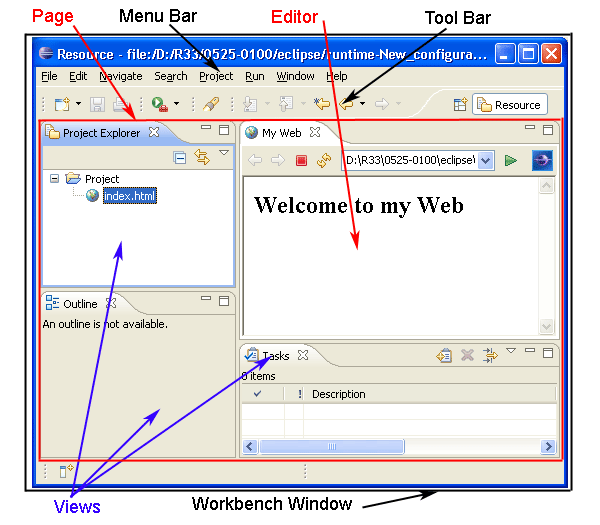 Page
Menu Bar
Editor
Tool Bar
Resource - file:/D:/R33/0525-0100/eclipse/runtime-New_configura...
File Edit Navigate Search Project Run Window Help
Resource
Project Explorer
My Web
D:\R33\0525-0100\eclipse\
Project
index.html
Welcome to my Web
Outline
An outline is not available.
Tasks
0 items
! Description
Views
Workbench Window